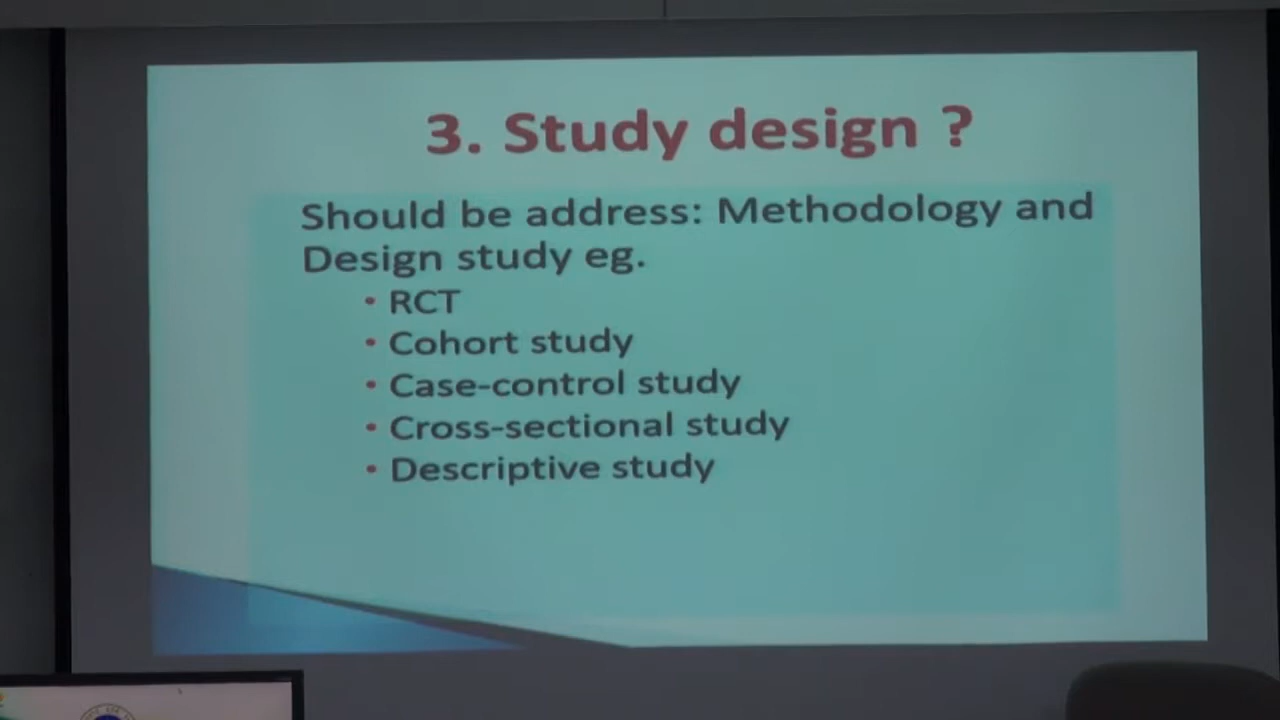 3. Study design ?
Should be address: Methodology and
Design study eg.
• RCT
• Cohort study
• Case-control study
• Cross-sectional study
• Descriptive study